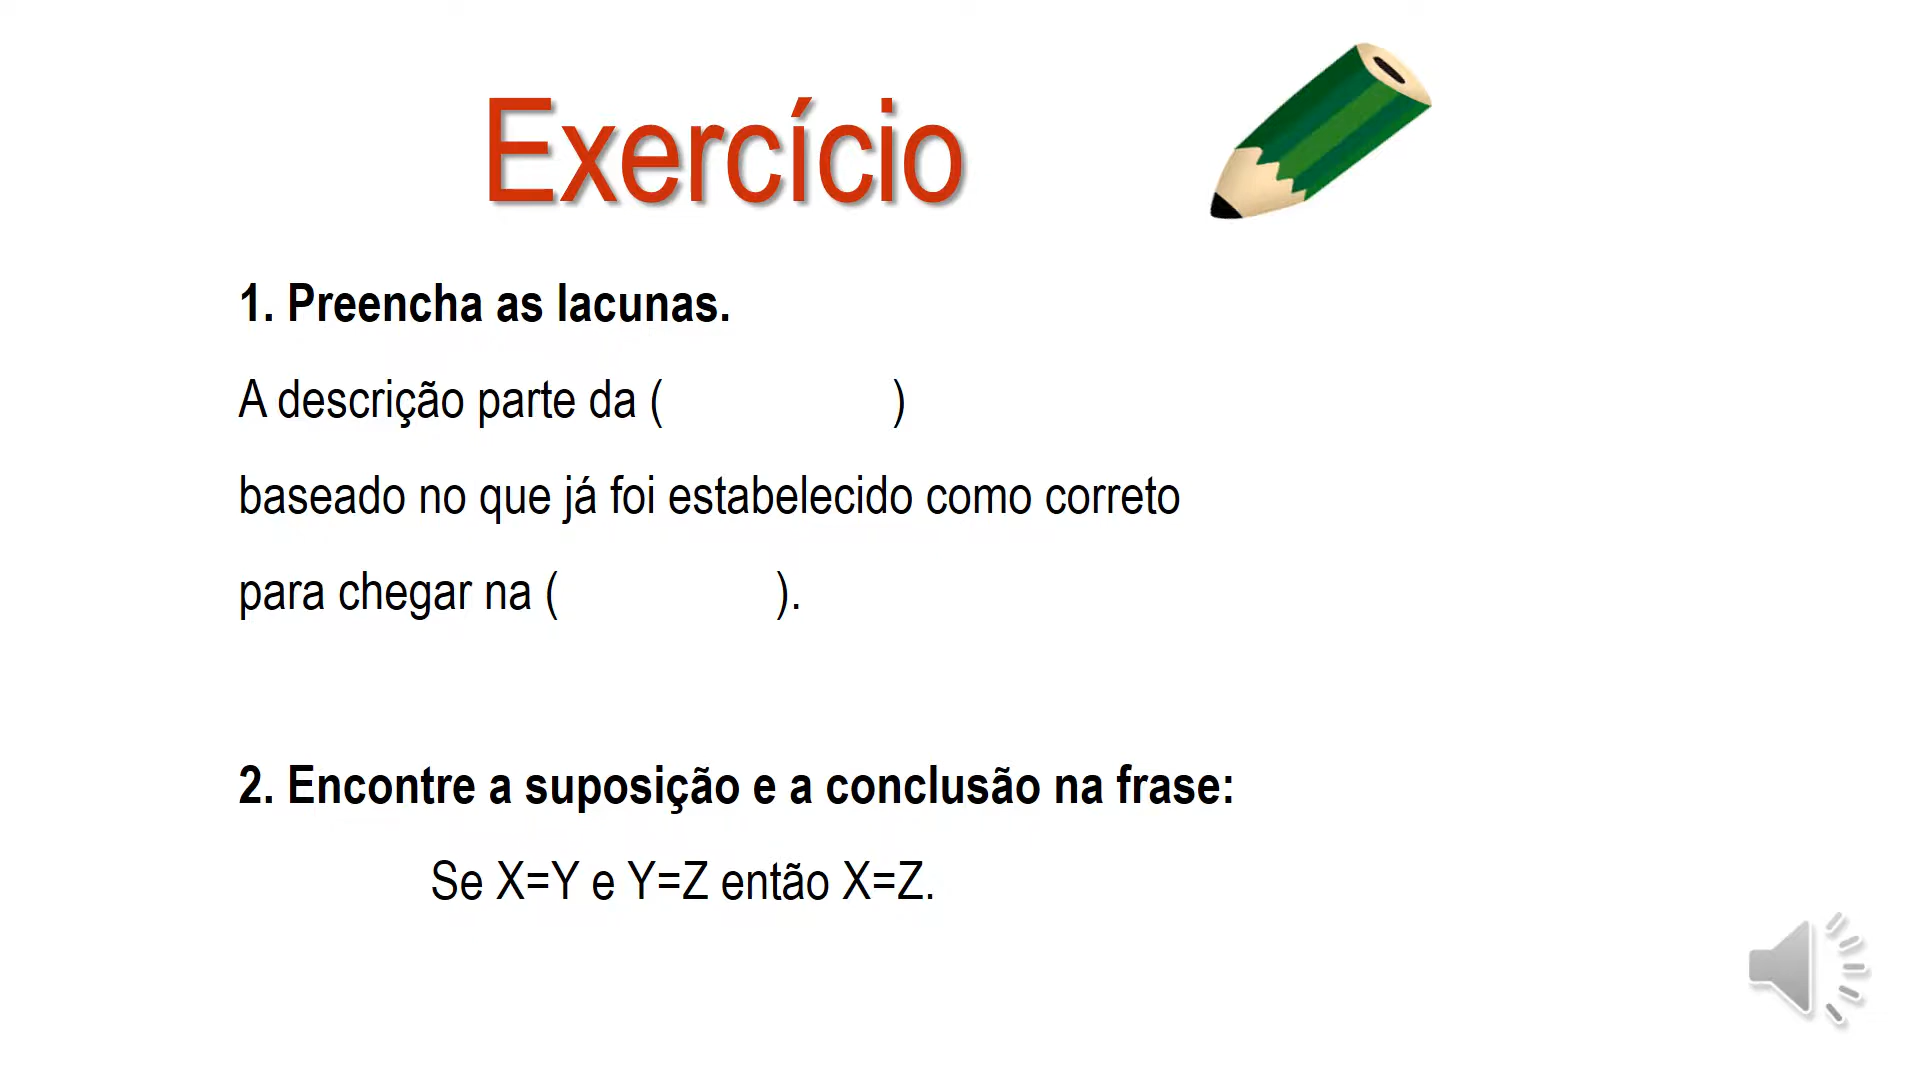 Exercício
1. Preencha as lacunas.
A descrição parte da (                    )
baseado no que já foi estabelecido como correto
para chegar na (                   ).
2. Encontre a suposição e a conclusão na frase:
Se X=Y e Y=Z então X=Z.